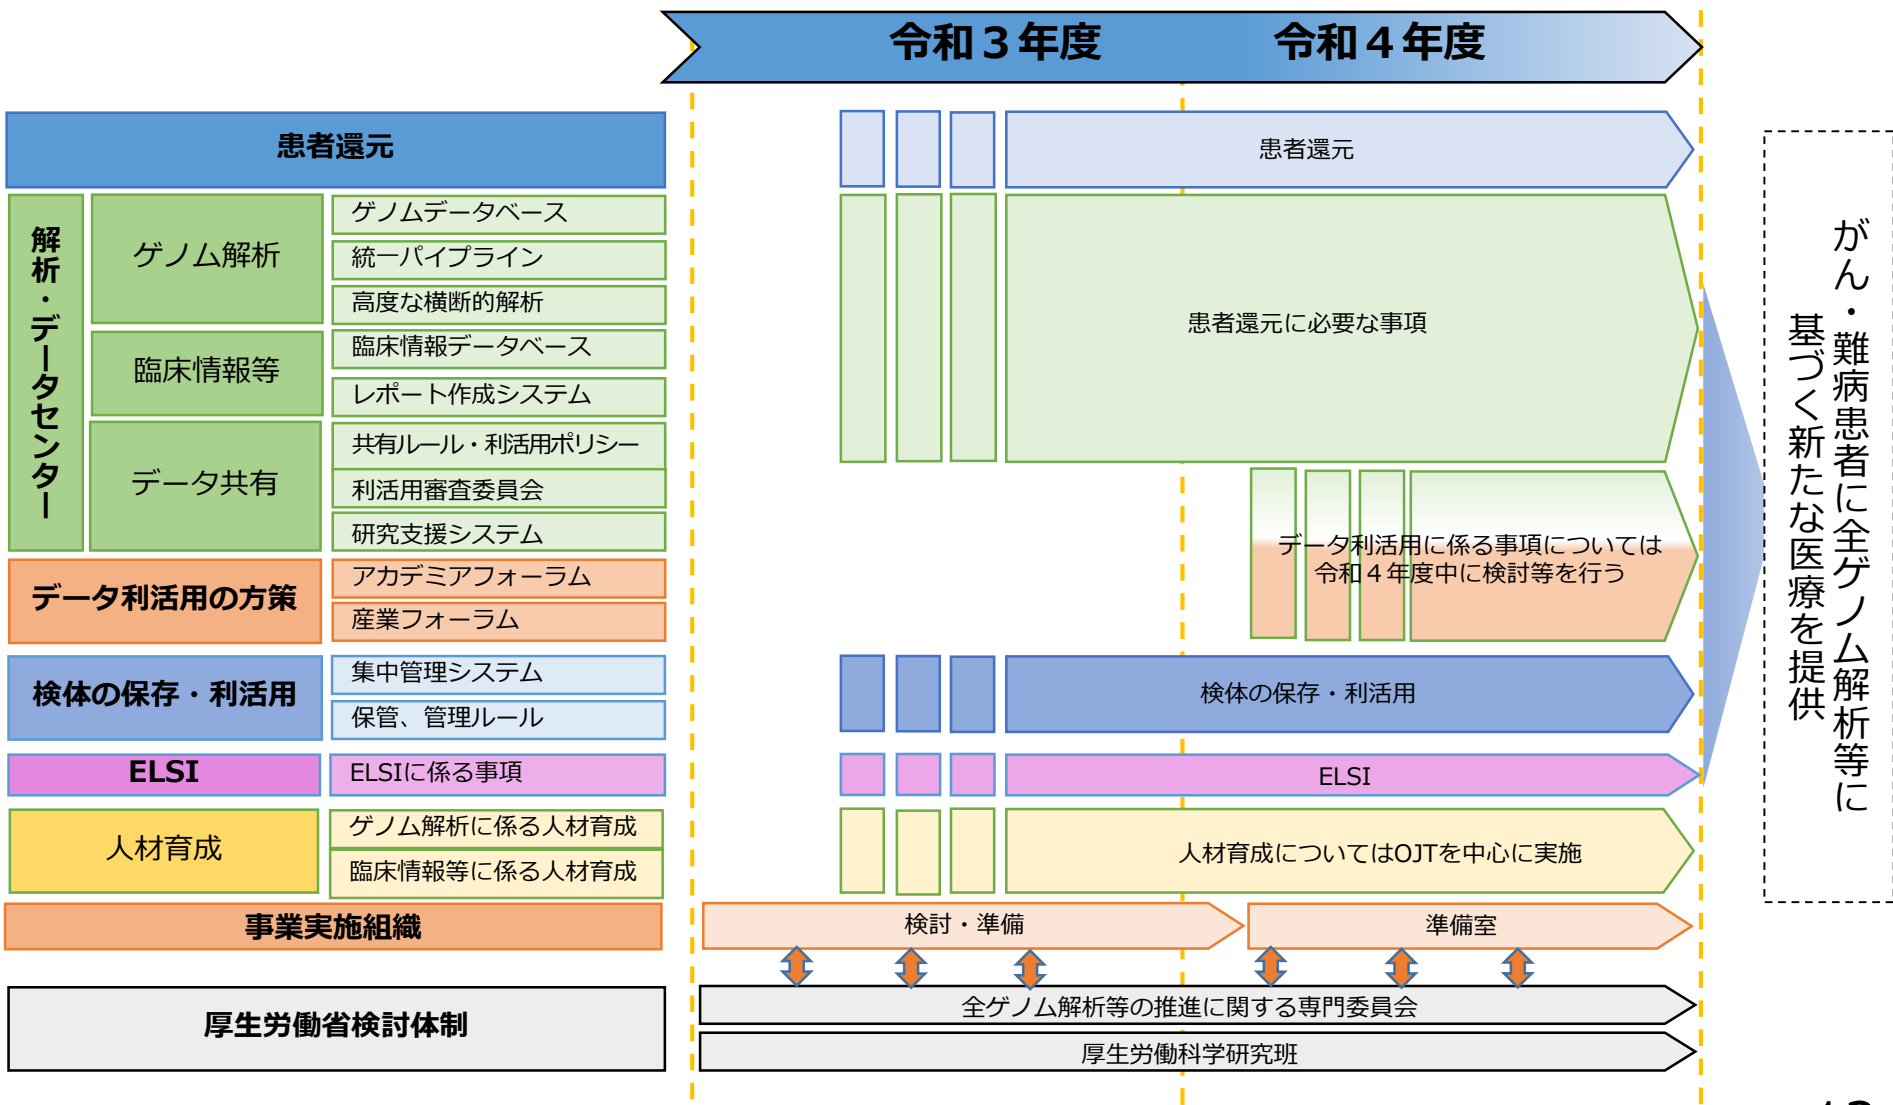 令和３年度
令和４年度
患者還元
患者還元
解析・データセンター
ゲノム解析
ゲノムデータベース
統一パイプライン
高度な横断的解析
臨床情報等
臨床情報データベース
レポート作成システム
データ共有
共有ルール・利活用ポリシー
利活用審査委員会
研究支援システム
患者還元に必要な事項
データ利活用の方策
アカデミアフォーラム
産業フォーラム
データ利活用に係る事項については
令和４年度中に検討等を行う
検体の保存・利活用
集中管理システム
保管、管理ルール
検体の保存・利活用
ELSI
ELSIに係る事項
ELSI
人材育成
ゲノム解析に係る人材育成
臨床情報等に係る人材育成
人材育成についてはOJTを中心に実施
事業実施組織
検討・準備
準備室
厚生労働省検討体制
全ゲノム解析等の推進に関する専門委員会
厚生労働科学研究班
がん・難病患者に全ゲノム解析等に
基づく新たな医療を提供